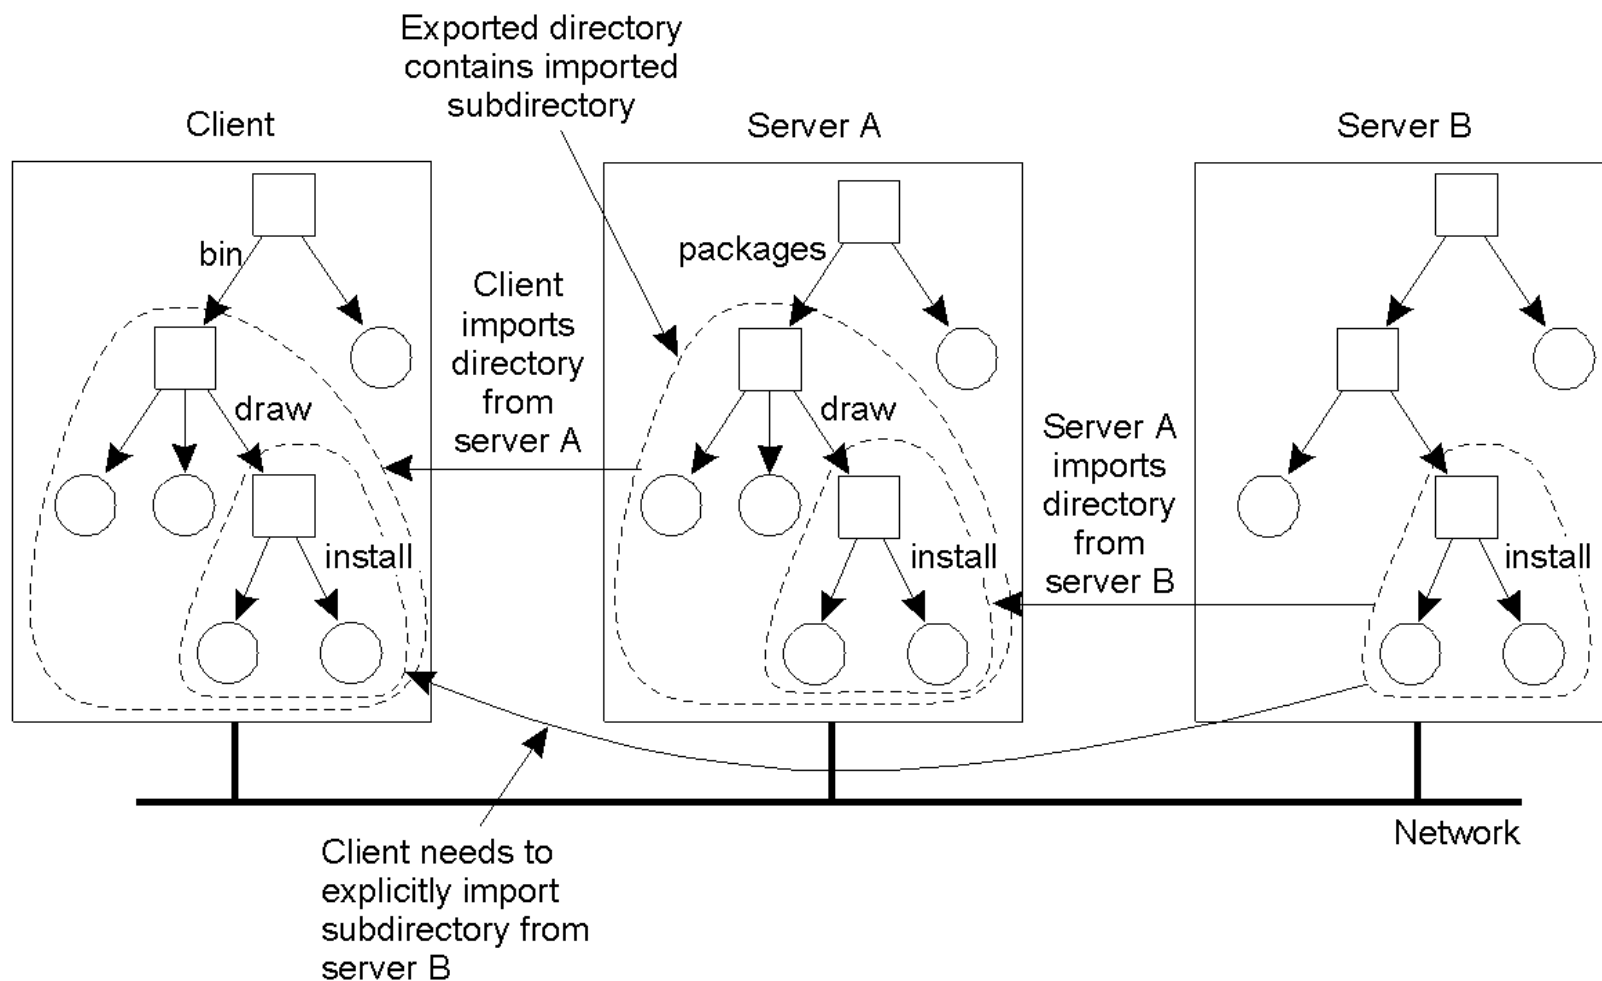 Exported directory
contains imported
subdirectory
Client
Server A
Server B
bin
packages
Client
imports
directory
from
server A
draw
draw
Server A
imports
directory
from
server B
install
install
install
Network
Client needs to
explicitly import
subdirectory from
server B